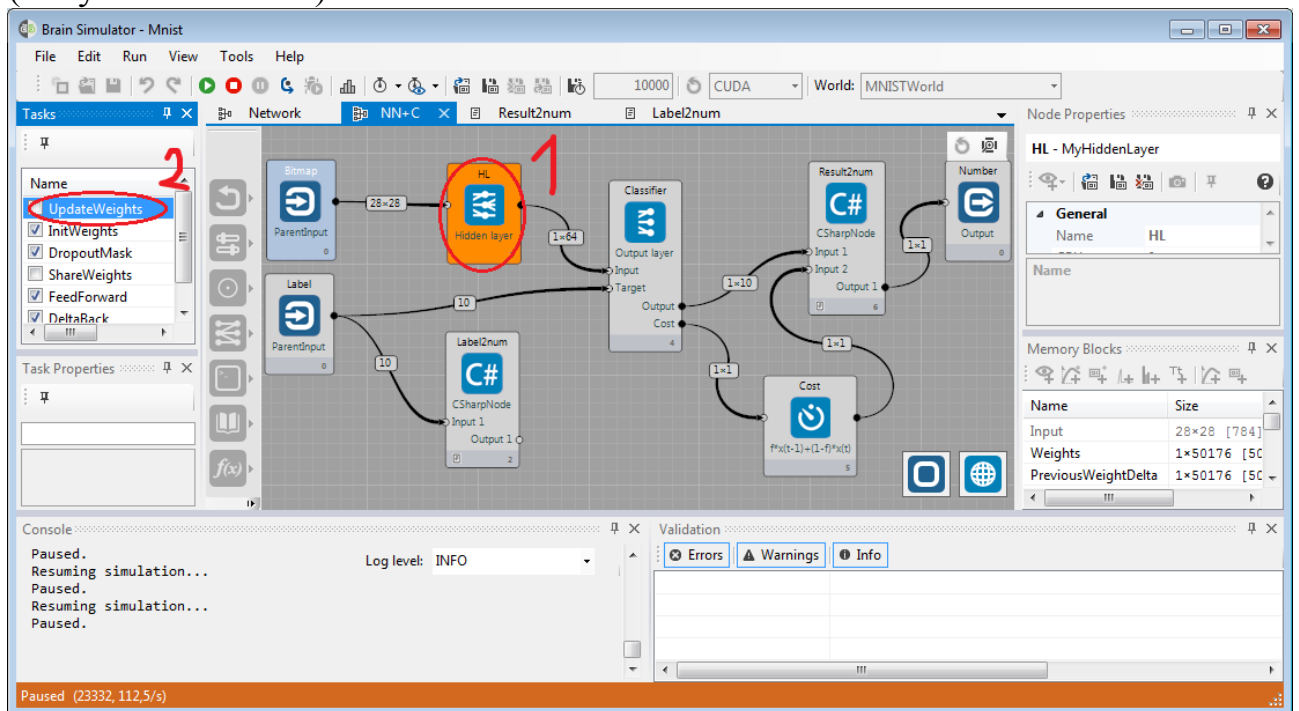 Brain Simulator - Mnist
File Edit Run View Tools Help
10000 CUDA World: MNISTWorld
Tasks
Network NN+C Result2num Label2num
Node Properties
2
Name
UpdateWeights
InitWeights
DropoutMask
ShareWeights
FeedForward
DeltaBack
Task Properties
f(x)
Bitmap
ParentInput
0
28×28
HL
Hidden layer
1
1×64
Label
ParentInput
0
10
10
Label2num
C#
CSharpNode
Input 1
Output 1
2
Classifier
Output layer
Input
Target
Output
Cost
4
1×10
1×1
Result2num
C#
CSharpNode
Input 1
Input 2
Output 1
6
1×1
1×1
Number
Output
0
Cost
f*x(t-1)+(1-f)*x(t)
5
HL - MyHiddenLayer
General
Name HL
Name
Memory Blocks
Name Size
Input 28×28 [784]
Weights 1×50176 [50
PreviousWeightDelta 1×50176 [50
Console
Paused.
Resuming simulation...
Paused.
Resuming simulation...
Paused.
Log level: INFO
Validation
Errors Warnings Info
Paused (23332, 112,5/s)